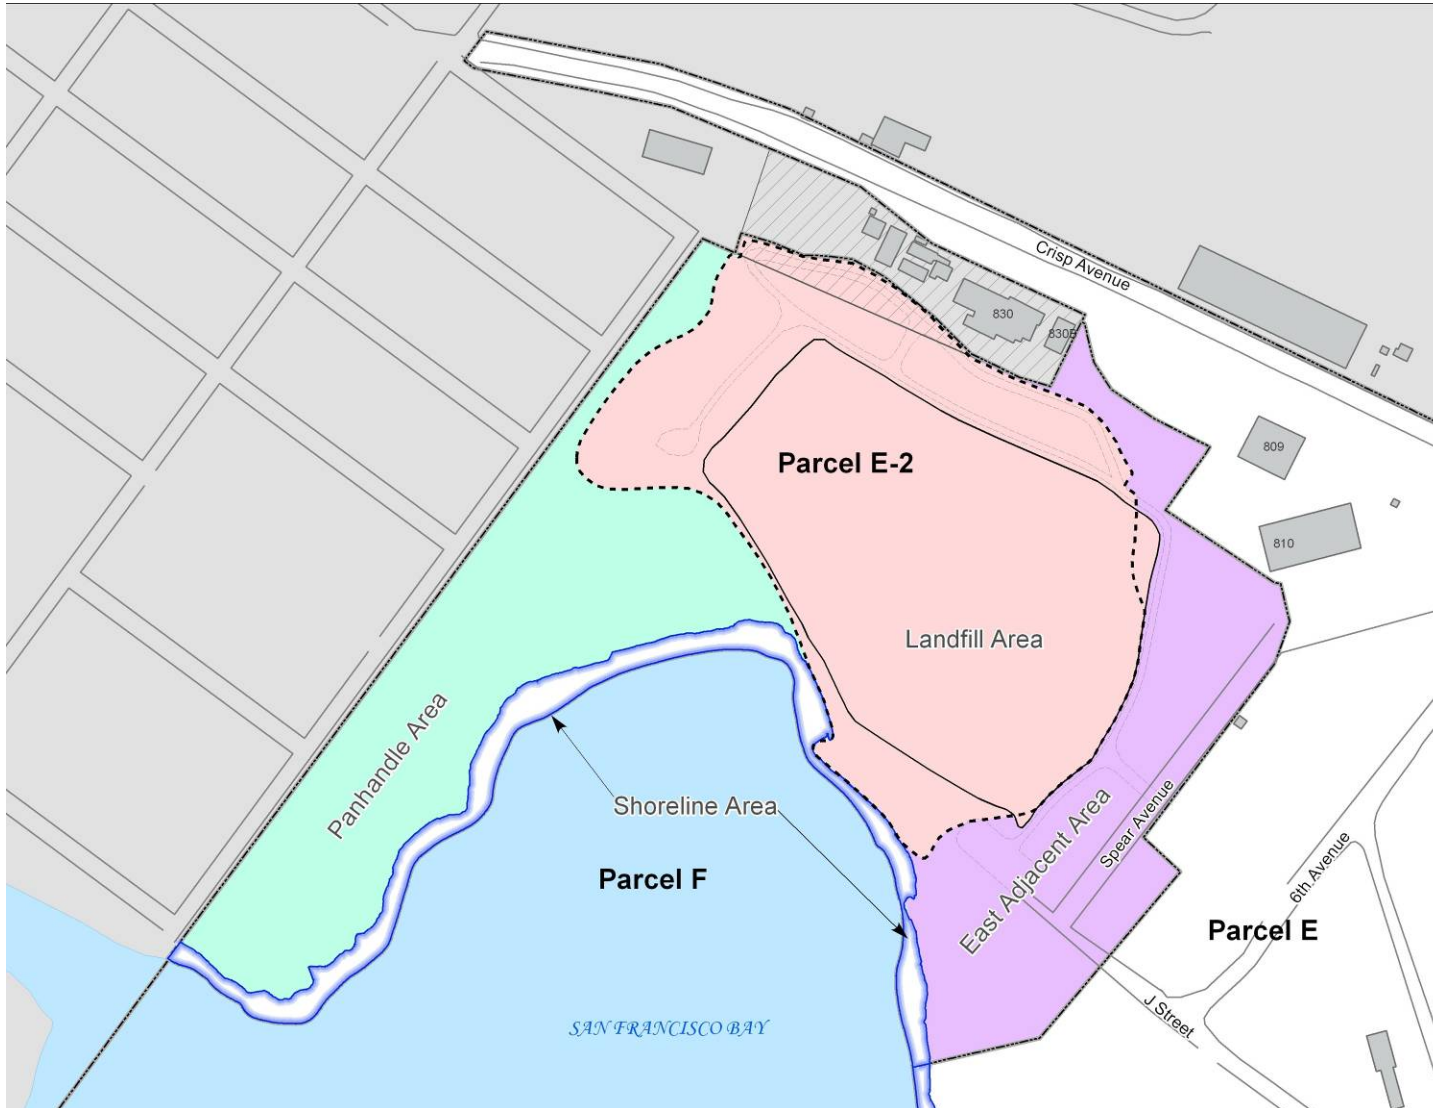 Crisp Avenue
830
830B
809
Parcel E-2
810
Landfill Area
Panhandle Area
Shoreline Area
Spear Avenue
East Adjacent Area
6th Avenue
Parcel F
Parcel E
J Street
SAN FRANCISCO BAY